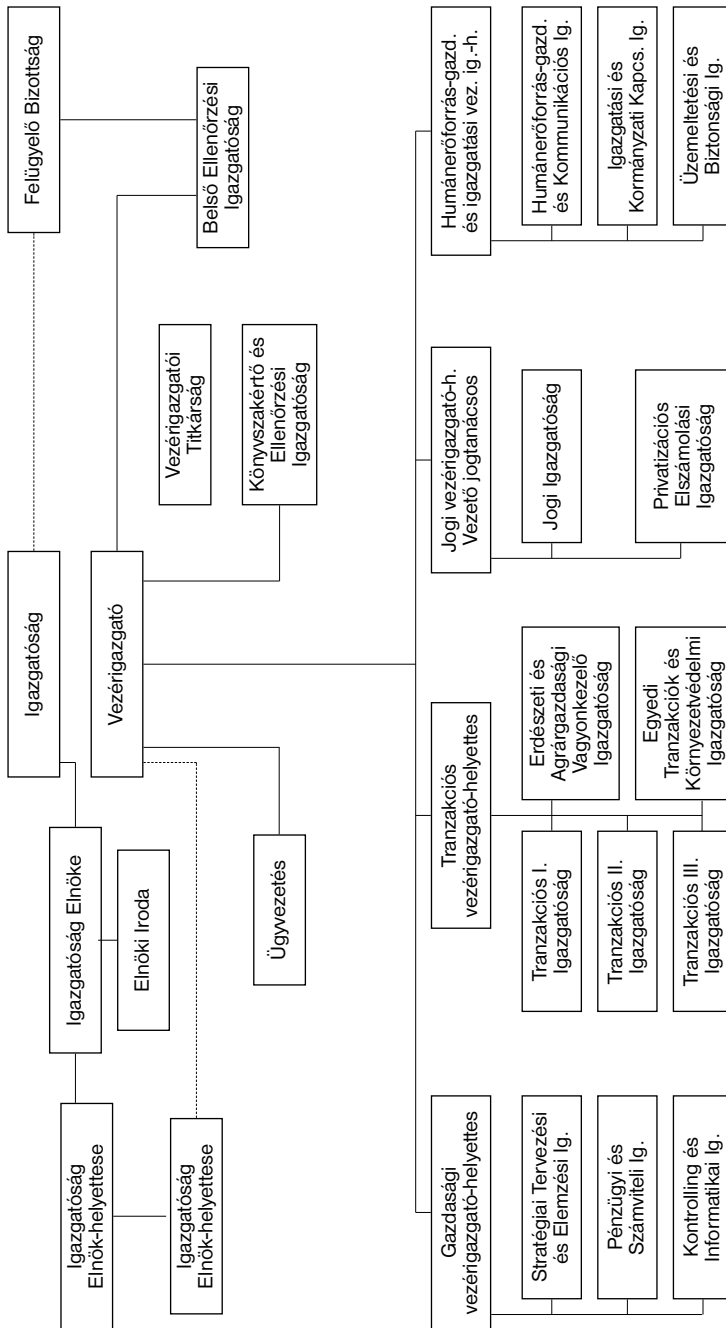 Felügyelő Bizottság
Igazgatóság
Igazgatóság Elnöke
Igazgatóság
Elnök-helyettese
Elnöki Iroda
Igazgatóság
Elnök-helyettese
Vezérigazgató
Vezérigazgatói
Titkárság
Belső Ellenőrzési
Igazgatóság
Ügyvezetés
Könyvszakértő és
Ellenőrzési
Igazgatóság
Gazdasági
vezérigazgató-helyettes
Stratégiai Tervezési
és Elemzési Ig.
Pénzügyi és
Számviteli Ig.
Kontrolling és
Informatikai Ig.
Tranzakciós
vezérigazgató-helyettes
Tranzakciós I.
Igazgatóság
Erdészeti és
Agrárgazdasági
Vagyonkezelő
Igazgatóság
Tranzakciós II.
Igazgatóság
Tranzakciós III.
Igazgatóság
Egyedi
Tranzakciók és
Környezetvédelmi
Igazgatóság
Jogi vezérigazgató-h.
Vezető jogtanácsos
Jogi Igazgatóság
Privatizációs
Elszámolási
Igazgatóság
Humánerőforrás-gazd.
és igazgatási vez. ig.-h.
Humánerőforrás-gazd.
és Kommunikációs Ig.
Igazgatási és
Kormányzati Kapcs. Ig.
Üzemeltetési és
Biztonsági Ig.